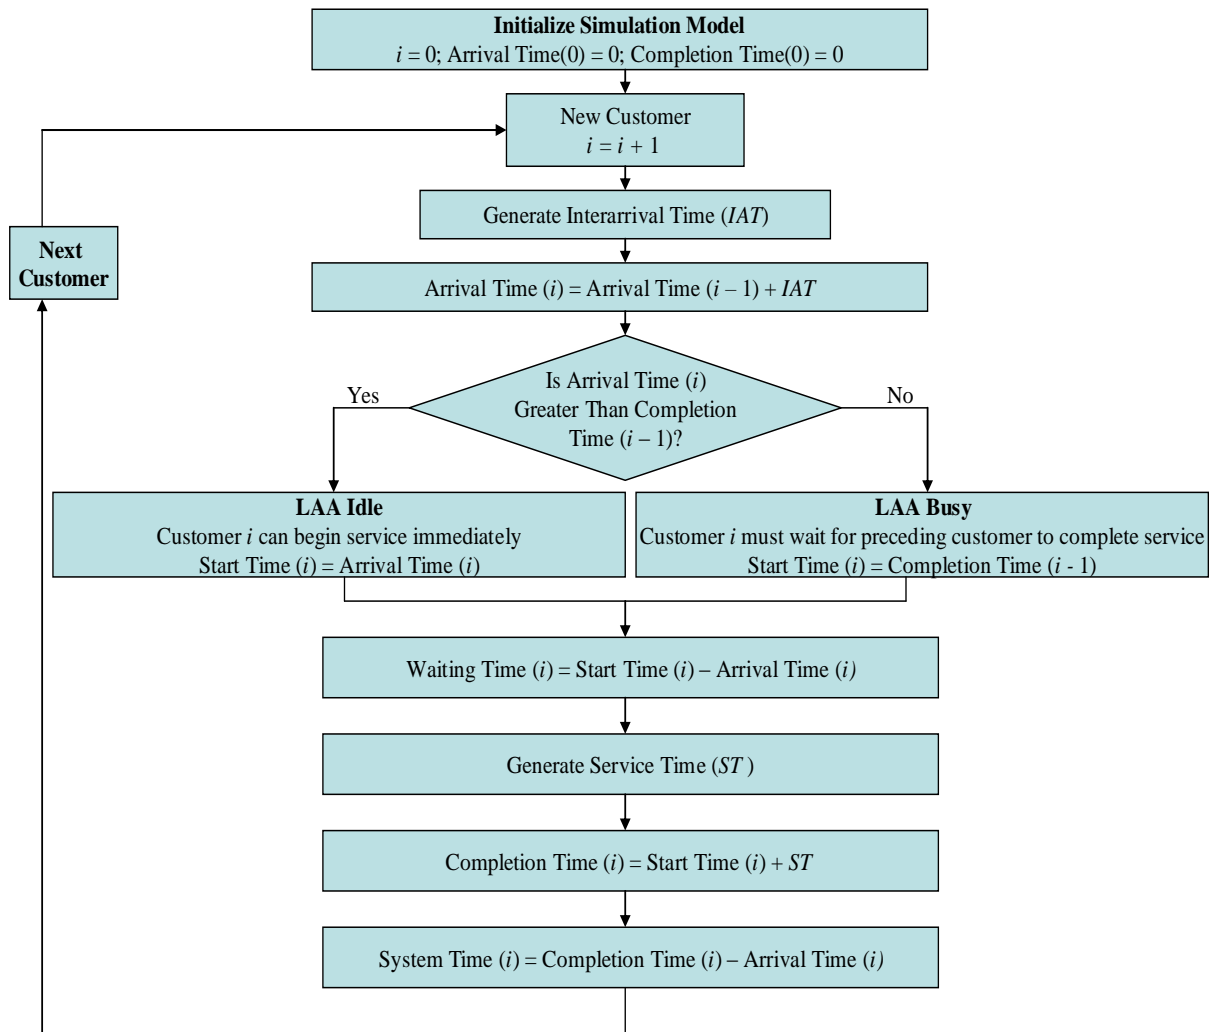 Initialize Simulation Model
i = 0; Arrival Time(0) = 0; Completion Time(0) = 0
New Customer
i = i + 1
Generate Interarrival Time (IAT)
Next
Customer
Arrival Time (i) = Arrival Time (i – 1) + IAT
Is Arrival Time (i)
Greater Than Completion
Time (i – 1)?
Yes
No
LAA Idle
Customer i can begin service immediately
Start Time (i) = Arrival Time (i)
LAA Busy
Customer i must wait for preceding customer to complete service
Start Time (i) = Completion Time (i - 1)
Waiting Time (i) = Start Time (i) – Arrival Time (i)
Generate Service Time (ST )
Completion Time (i) = Start Time (i) + ST
System Time (i) = Completion Time (i) – Arrival Time (i)